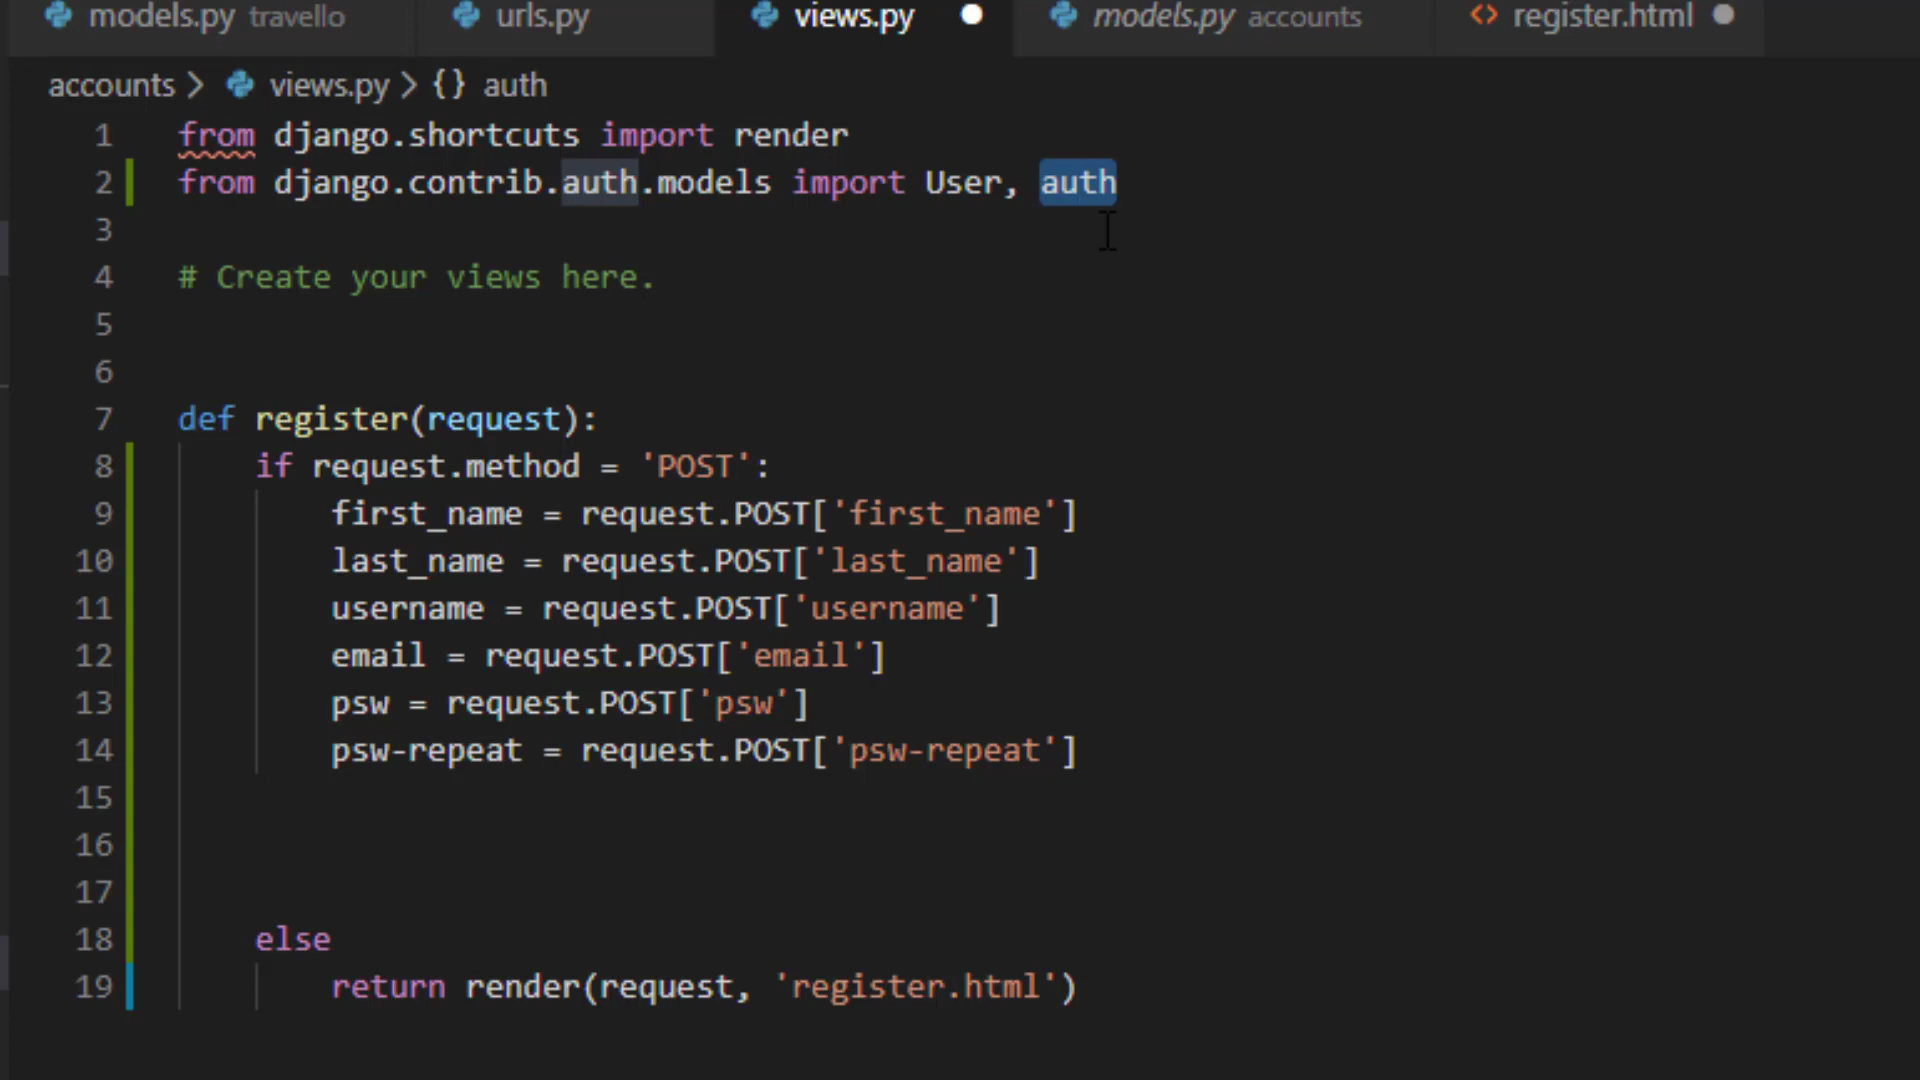 models.py travello urls.py views.py models.py accounts register.html
accounts > views.py > {} auth
1 from django.shortcuts import render
2 from django.contrib.auth.models import User, auth
3
4 # Create your views here.
5
6
7 def register(request):
8 if request.method = 'POST':
9 first_name = request.POST['first_name']
10 last_name = request.POST['last_name']
11 username = request.POST['username']
12 email = request.POST['email']
13 psw = request.POST['psw']
14 psw-repeat = request.POST['psw-repeat']
15
16
17
18 else
19 return render(request, 'register.html')